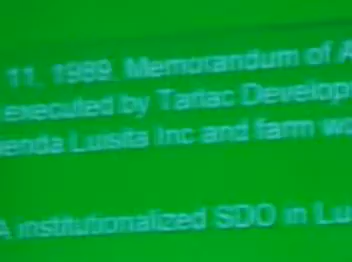 11, 1989. Memorandum of A
executed by Tarlac Develop
enda Luisita Inc and farm wo
A institutionalized SDO in Lu